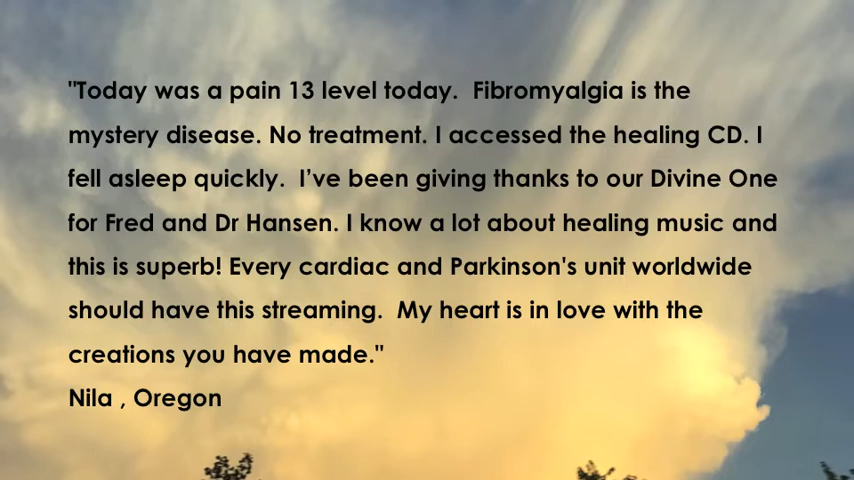 "Today was a pain 13 level today.  Fibromyalgia is the
mystery disease. No treatment. I accessed the healing CD. I
fell asleep quickly.  I’ve been giving thanks to our Divine One
for Fred and Dr Hansen. I know a lot about healing music and
this is superb! Every cardiac and Parkinson's unit worldwide
should have this streaming.  My heart is in love with the
creations you have made."
Nila , Oregon